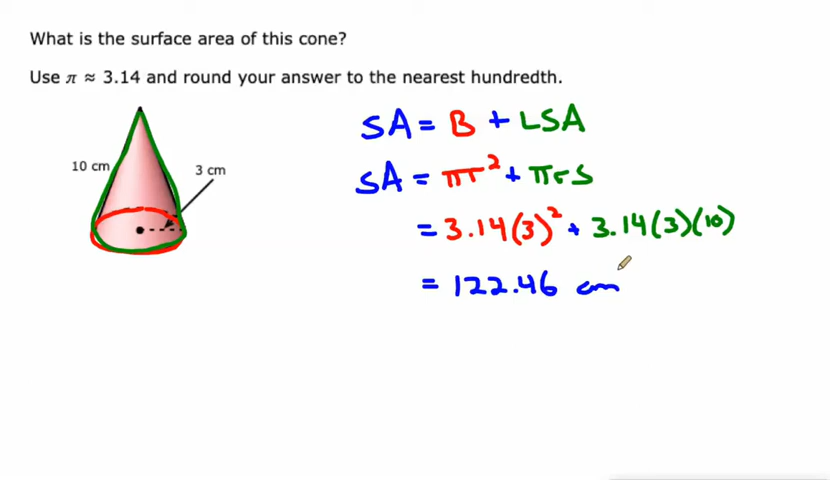 What is the surface area of this cone?
Use π ≈ 3.14 and round your answer to the nearest hundredth.
10 cm
3 cm
SA = B + LSA
SA = πr² + πrs
= 3.14(3)² + 3.14(3)(10)
= 122.46 cm